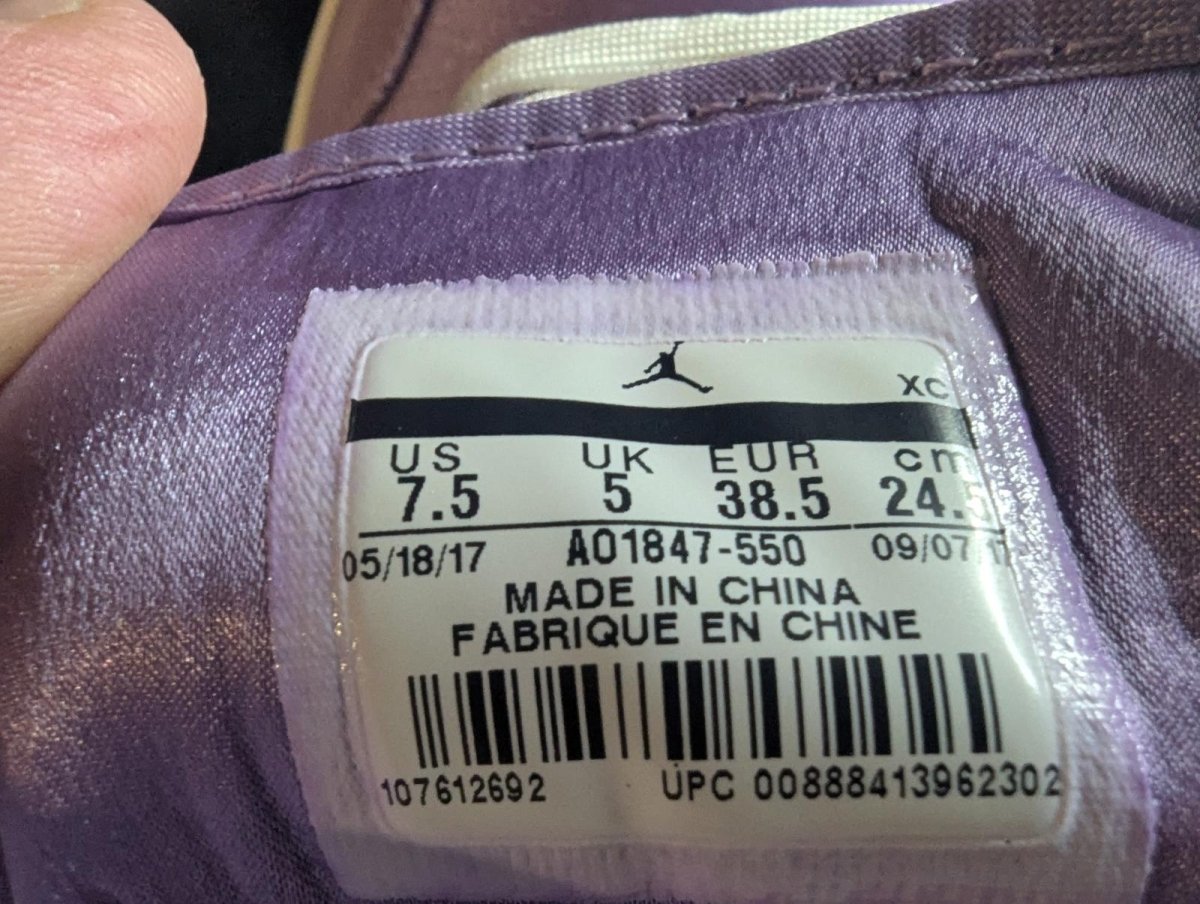 XC
US UK EUR cm
7.5 5 38.5 24.5
05/18/17 AO1847-550 09/07/17
MADE IN CHINA
FABRIQUE EN CHINE
107612692 UPC 00888413962302